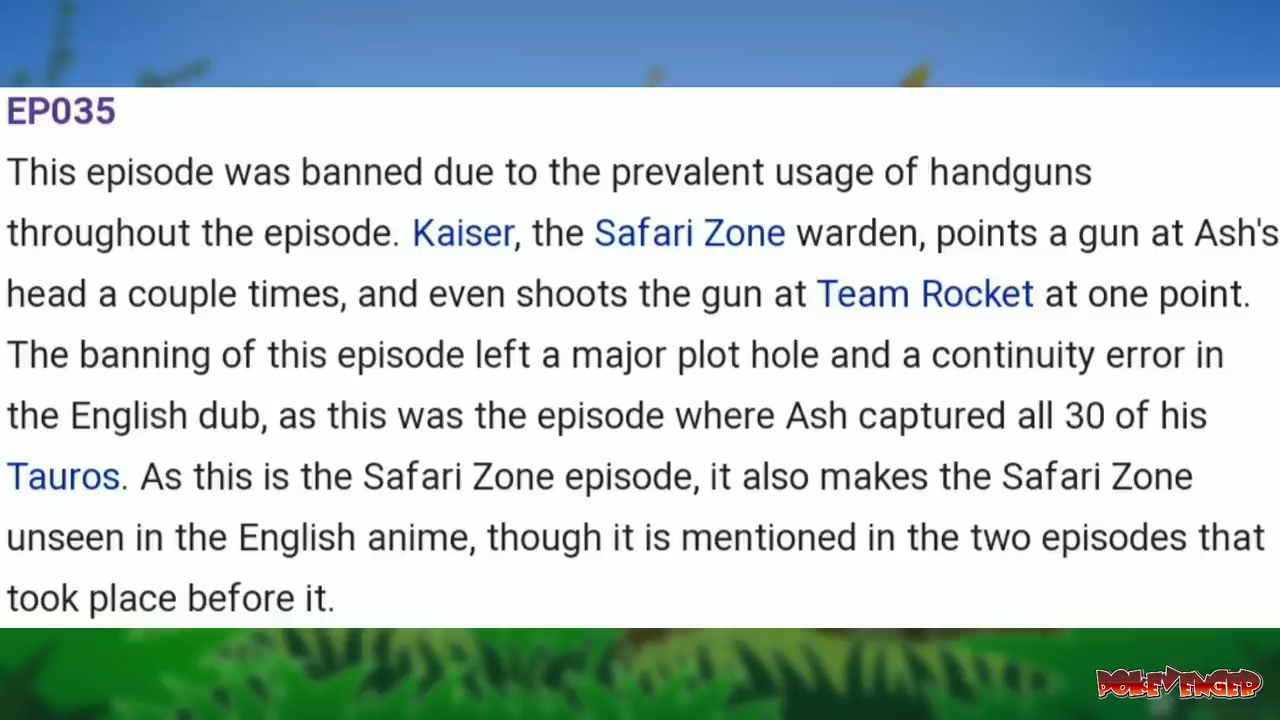 EP035
This episode was banned due to the prevalent usage of handguns
throughout the episode. Kaiser, the Safari Zone warden, points a gun at Ash's
head a couple times, and even shoots the gun at Team Rocket at one point.
The banning of this episode left a major plot hole and a continuity error in
the English dub, as this was the episode where Ash captured all 30 of his
Tauros. As this is the Safari Zone episode, it also makes the Safari Zone
unseen in the English anime, though it is mentioned in the two episodes that
took place before it.
POKEVENGER